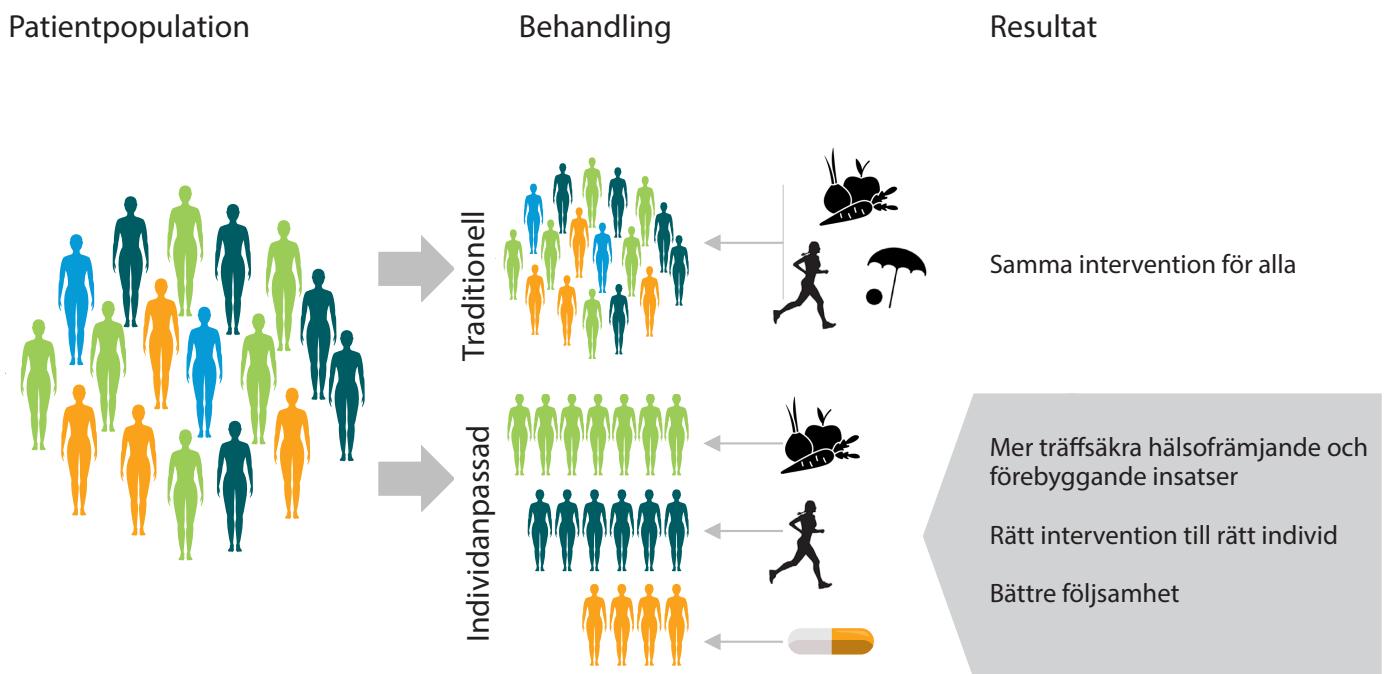 Patientpopulation
Behandling
Resultat
Traditionell
Samma intervention för alla
Individanpassad
Mer träffsäkra hälsofrämjande och
förebyggande insatser
Rätt intervention till rätt individ
Bättre följsamhet